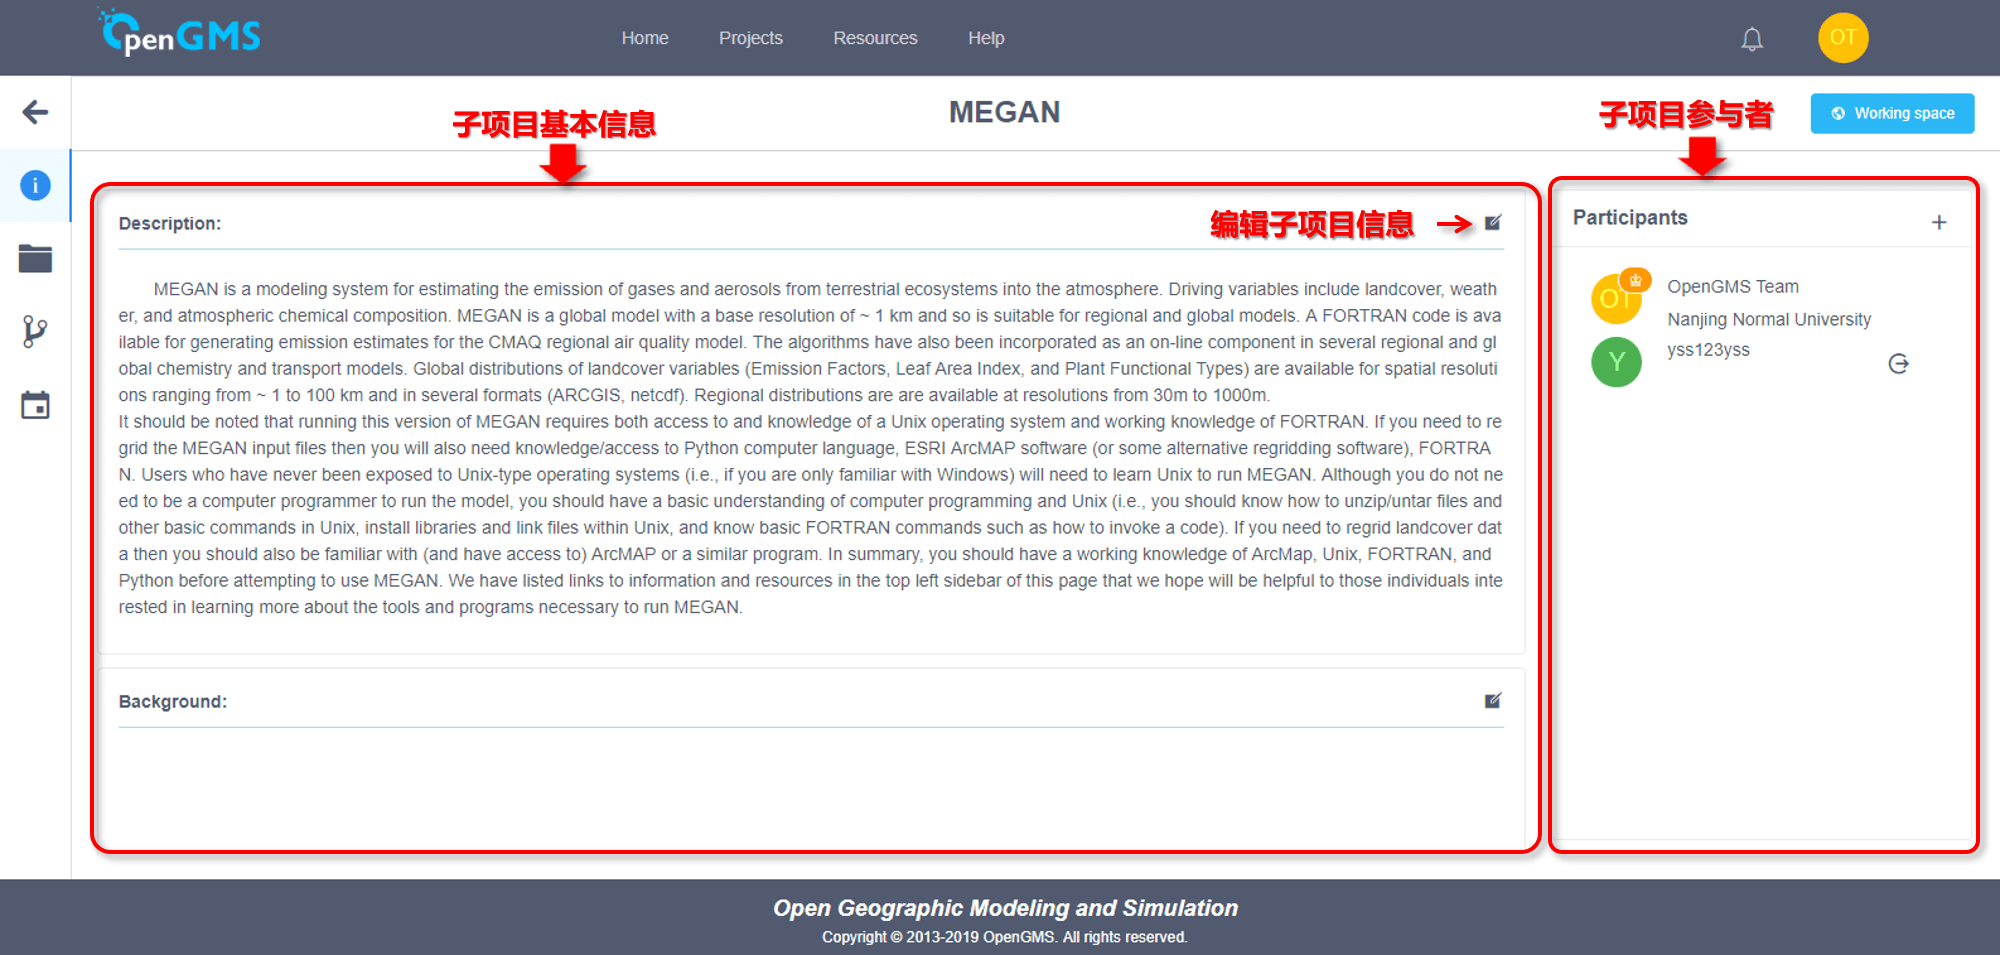 OpenGMS
Home
Projects
Resources
Help
OT
MEGAN
Working space
子项目基本信息
子项目参与者
Description:
编辑子项目信息
MEGAN is a modeling system for estimating the emission of gases and aerosols from terrestrial ecosystems into the atmosphere. Driving variables include landcover, weath
er, and atmospheric chemical composition. MEGAN is a global model with a base resolution of ~ 1 km and so is suitable for regional and global models. A FORTRAN code is ava
ilable for generating emission estimates for the CMAQ regional air quality model. The algorithms have also been incorporated as an on-line component in several regional and gl
obal chemistry and transport models. Global distributions of landcover variables (Emission Factors, Leaf Area Index, and Plant Functional Types) are available for spatial resoluti
ons ranging from ~ 1 to 100 km and in several formats (ARCGIS, netcdf). Regional distributions are are available at resolutions from 30m to 1000m.
It should be noted that running this version of MEGAN requires both access to and knowledge of a Unix operating system and working knowledge of FORTRAN. If you need to re
grid the MEGAN input files then you will also need knowledge/access to Python computer language, ESRI ArcMAP software (or some alternative regridding software), FORTRA
N. Users who have never been exposed to Unix-type operating systems (i.e., if you are only familiar with Windows) will need to learn Unix to run MEGAN. Although you do not ne
ed to be a computer programmer to run the model, you should have a basic understanding of computer programming and Unix (i.e., you should know how to unzip/untar files and
other basic commands in Unix, install libraries and link files within Unix, and know basic FORTRAN commands such as how to invoke a code). If you need to regrid landcover dat
a then you should also be familiar with (and have access to) ArcMAP or a similar program. In summary, you should have a working knowledge of ArcMap, Unix, FORTRAN, and
Python before attempting to use MEGAN. We have listed links to information and resources in the top left sidebar of this page that we hope will be helpful to those individuals inte
rested in learning more about the tools and programs necessary to run MEGAN.
Background:
Participants
OT
OpenGMS Team
Nanjing Normal University
Y
yss123yss
Open Geographic Modeling and Simulation
Copyright © 2013-2019 OpenGMS. All rights reserved.